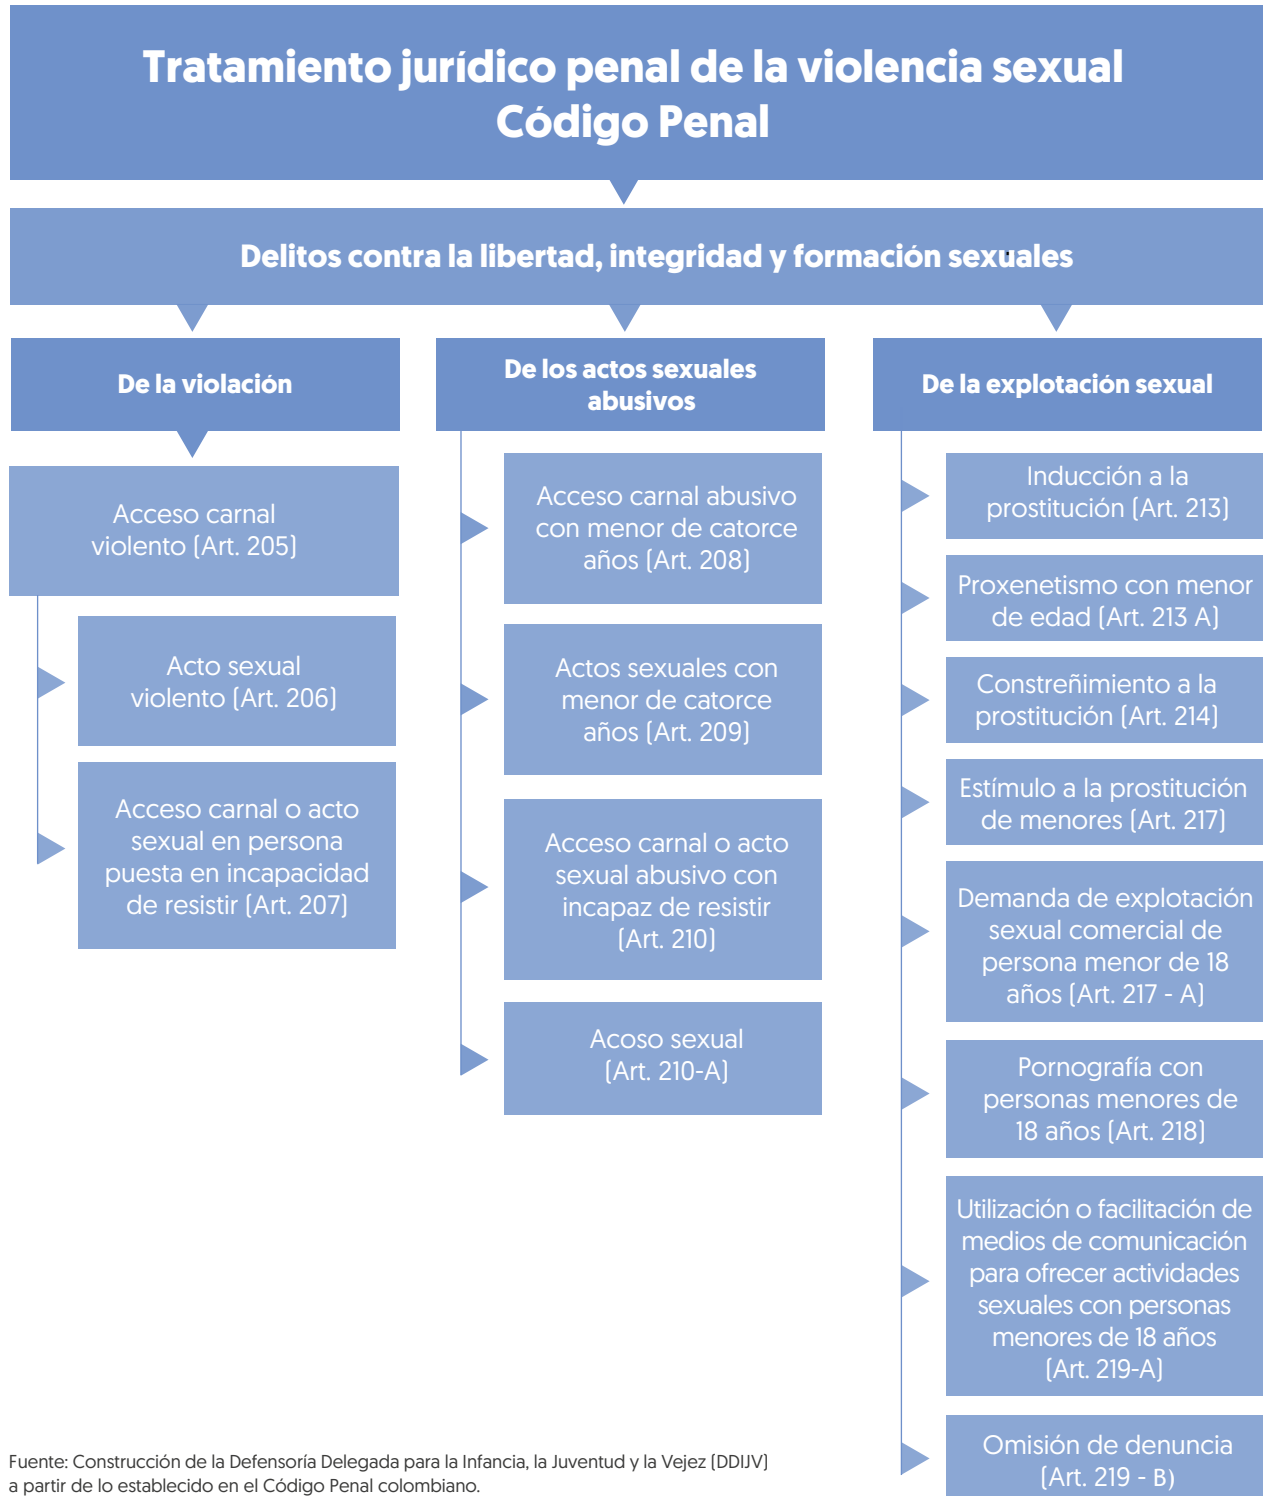 Tratamiento jurídico penal de la violencia sexual
Código Penal
Delitos contra la libertad, integridad y formación sexuales
De la violación
Acceso carnal
violento (Art. 205)
Acto sexual
violento (Art. 206)
Acceso carnal o acto
sexual en persona
puesta en incapacidad
de resistir (Art. 207)
De los actos sexuales
abusivos
Acceso carnal abusivo
con menor de catorce
años (Art. 208)
Actos sexuales con
menor de catorce
años (Art. 209)
Acceso carnal o acto
sexual abusivo con
incapaz de resistir
(Art. 210)
Acoso sexual
(Art. 210-A)
De la explotación sexual
Inducción a la
prostitución (Art. 213)
Proxenetismo con menor
de edad (Art. 213 A)
Constreñimiento a la
prostitución (Art. 214)
Estímulo a la prostitución
de menores (Art. 217)
Demanda de explotación
sexual comercial de
persona menor de 18
años (Art. 217 - A)
Pornografía con
personas menores de
18 años (Art. 218)
Utilización o facilitación de
medios de comunicación
para ofrecer actividades
sexuales con personas
menores de 18 años
(Art. 219-A)
Omisión de denuncia
(Art. 219 - B)
Fuente: Construcción de la Defensoría Delegada para la Infancia, la Juventud y la Vejez (DDIJV)
a partir de lo establecido en el Código Penal colombiano.